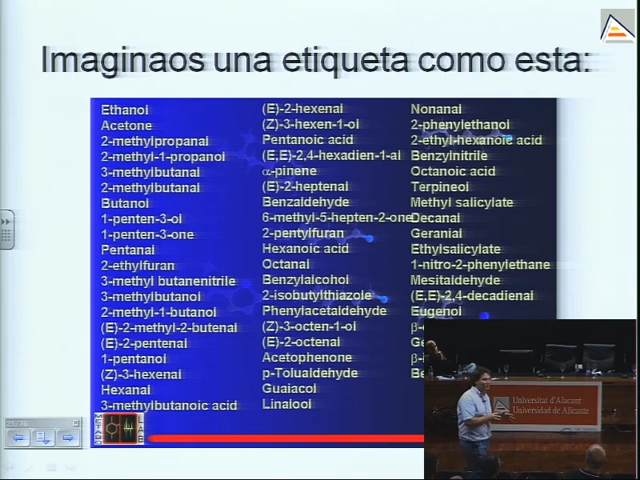 Imaginaos una etiqueta como esta:
Ethanol
Acetone
2-methylpropanal
2-methyl-1-propanol
3-methylbutanal
2-methylbutanal
Butanol
1-penten-3-ol
1-penten-3-one
Pentanal
2-ethylfuran
3-methyl butanenitrile
3-methylbutanol
2-methyl-1-butanol
(E)-2-methyl-2-butenal
(E)-2-pentenal
1-pentanol
(Z)-3-hexenal
Hexanal
3-methylbutanoic acid
(E)-2-hexenal
(Z)-3-hexen-1-ol
Pentanoic acid
(E,E)-2,4-hexadien-1-al
α-pinene
(E)-2-heptenal
Benzaldehyde
6-methyl-5-hepten-2-one
2-pentylfuran
Hexanoic acid
Octanal
Benzylalcohol
2-isobutylthiazole
Phenylacetaldehyde
(Z)-3-octen-1-ol
(E)-2-octenal
Acetophenone
p-Tolualdehyde
Guaiacol
Linalool
Nonanal
2-phenylethanol
2-ethyl-hexanoic acid
Benzylnitrile
Octanoic acid
Terpineol
Methyl salicylate
Decanal
Geranial
Ethylsalicylate
1-nitro-2-phenylethane
Mesitaldehyde
(E,E)-2,4-decadienal
Eugenol
β-
Ge
β-
Be
Universitat d'Alacant
Universidad de Alicante